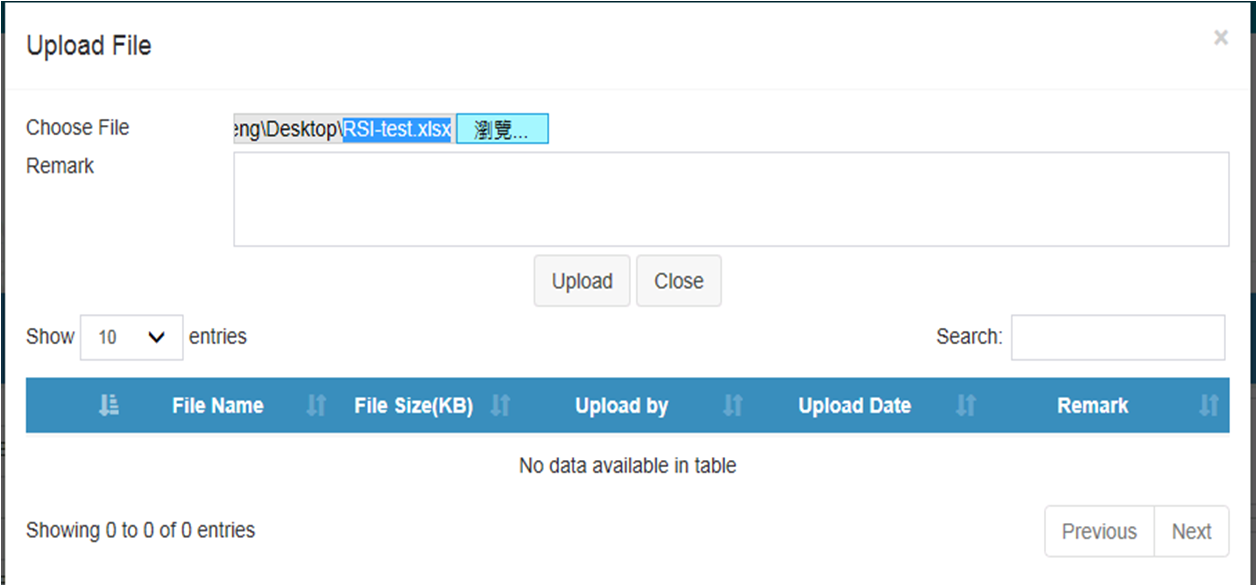 Upload File
×
Choose File eng\Desktop\RSI-test.xlsx 瀏覽...
Remark
Upload Close
Show 10 entries Search:
File Name File Size(KB) Upload by Upload Date Remark
No data available in table
Showing 0 to 0 of 0 entries Previous Next